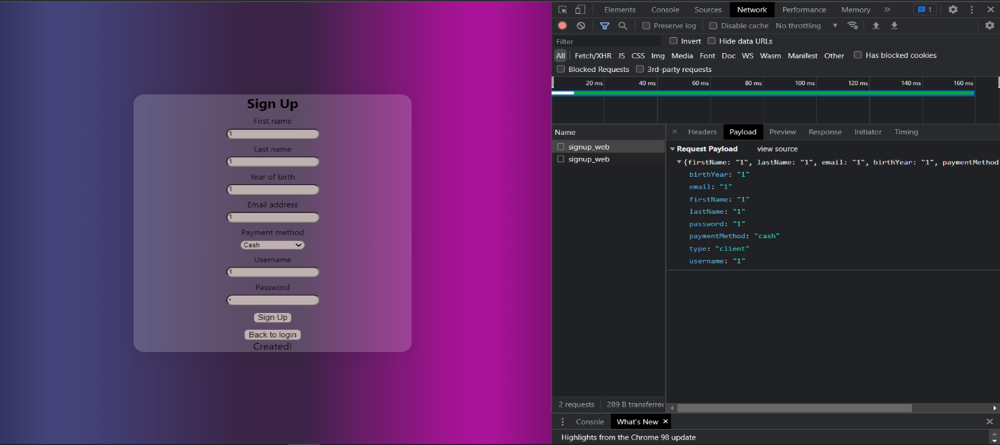 Sign Up
First name
1
Last name
1
Year of birth
1
Email address
1
Payment method
Cash
Username
1
Password
•
Sign Up
Back to login
Created!
Elements Console Sources Network Performance Memory » 1
Preserve log Disable cache No throttling
Filter Invert Hide data URLs
All Fetch/XHR JS CSS Img Media Font Doc WS Wasm Manifest Other Has blocked cookies
Blocked Requests 3rd-party requests
20 ms 40 ms 60 ms 80 ms 100 ms 120 ms 140 ms 160 ms
Name
signup_web
signup_web
2 requests 289 B transferred
Headers Payload Preview Response Initiator Timing
Request Payload view source
{firstName: "1", lastName: "1", email: "1", birthYear: "1", paymentMethod
birthYear: "1"
email: "1"
firstName: "1"
lastName: "1"
password: "1"
paymentMethod: "cash"
type: "client"
username: "1"
Console What's New
Highlights from the Chrome 98 update